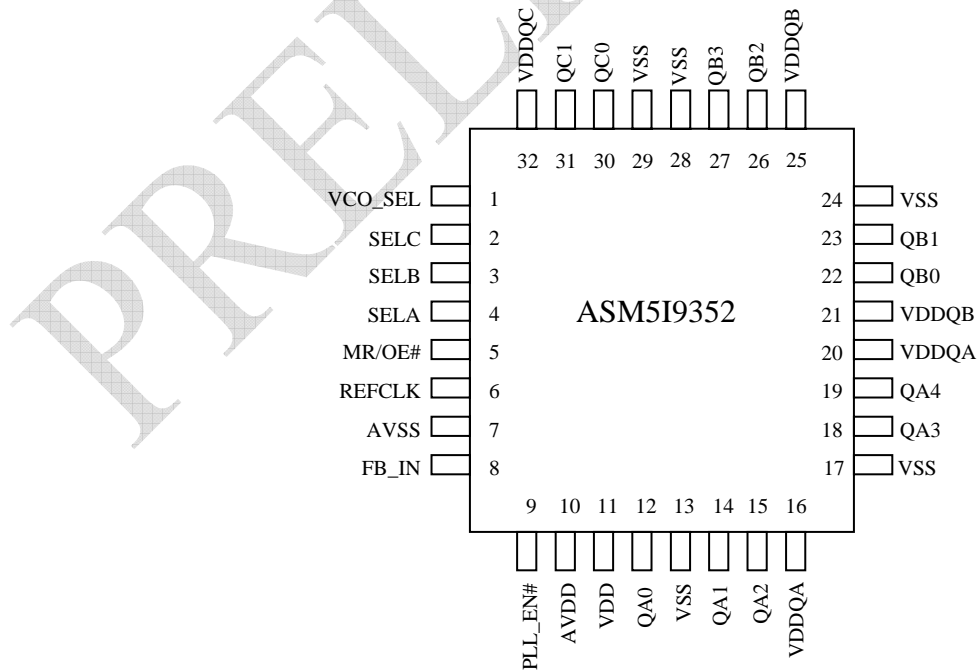 VDDQC QC1 QC0 VSS VSS QB3 QB2 VDDQB
32 31 30 29 28 27 26 25
VCO_SEL 1 24 VSS
SELC 2 23 QB1
SELB 3 22 QB0
SELA 4 ASM5I9352 21 VDDQB
MR/OE# 5 20 VDDQA
REFCLK 6 19 QA4
AVSS 7 18 QA3
FB_IN 8 17 VSS
9 10 11 12 13 14 15 16
PLL_EN# AVDD VDD QA0 VSS QA1 QA2 VDDQA
PREL